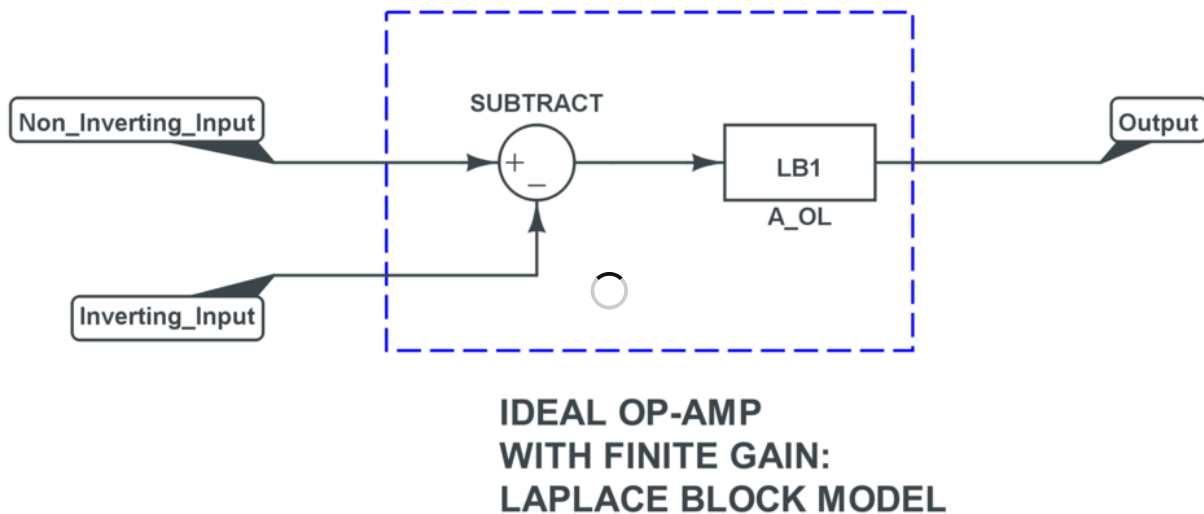 SUBTRACT
Non_Inverting_Input
+
−
LB1
A_OL
Output
Inverting_Input
IDEAL OP-AMP
WITH FINITE GAIN:
LAPLACE BLOCK MODEL